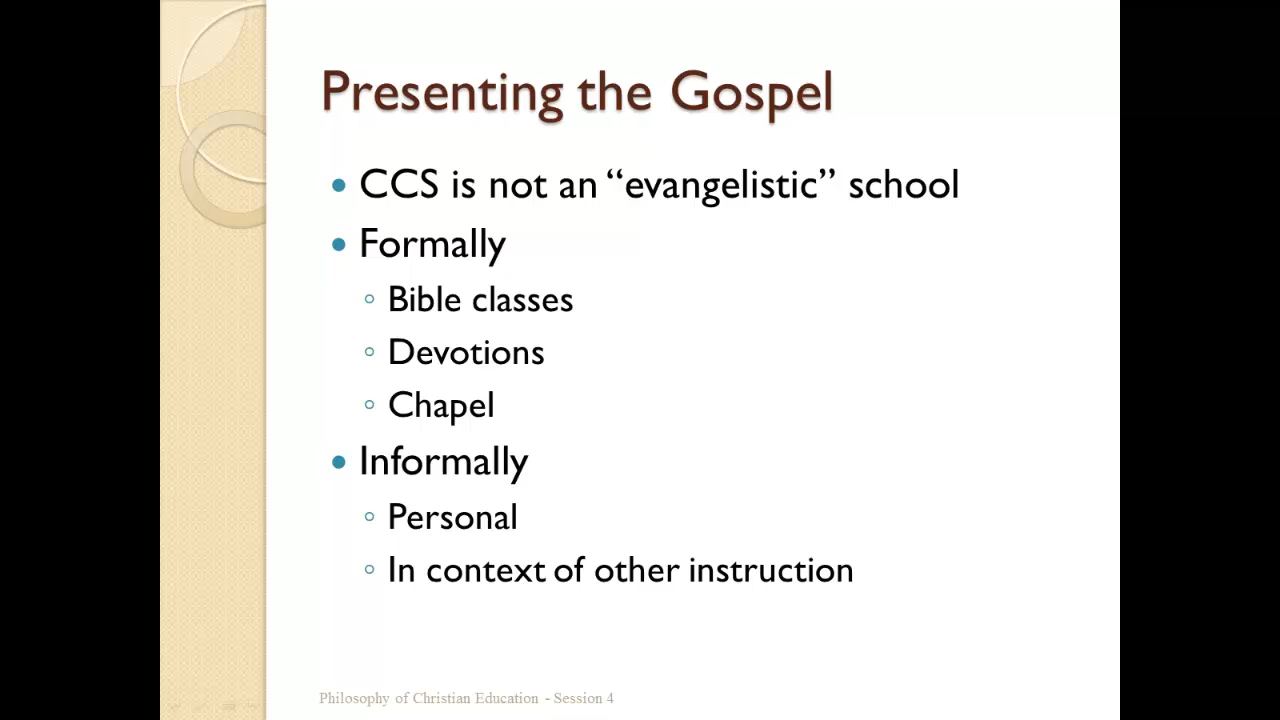 Presenting the Gospel
• CCS is not an “evangelistic” school
• Formally
◦ Bible classes
◦ Devotions
◦ Chapel
• Informally
◦ Personal
◦ In context of other instruction
Philosophy of Christian Education - Session 4